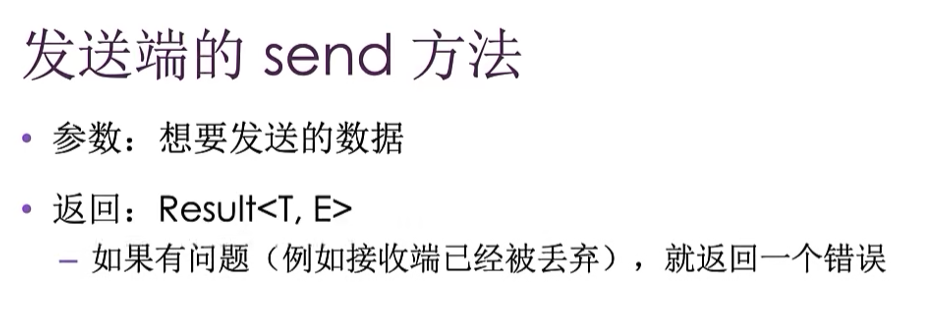 发送端的 send 方法
• 参数：想要发送的数据
• 返回：Result<T, E>
– 如果有问题（例如接收端已经被丢弃），就返回一个错误